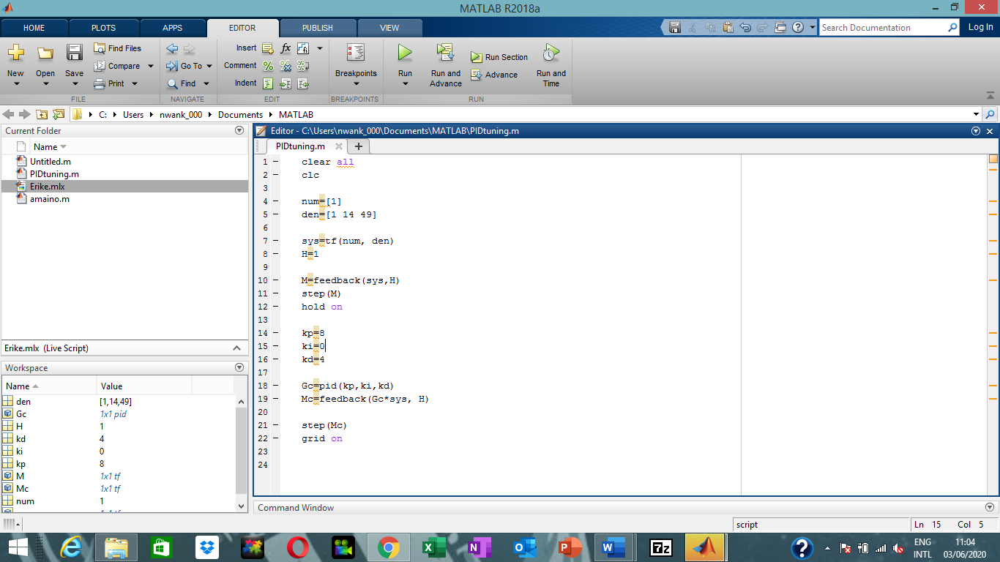 MATLAB R2018a
HOME PLOTS APPS EDITOR PUBLISH VIEW
Search Documentation
Log In
New
Open
Save
Find Files
Compare
Print
FILE
Go To
Find
NAVIGATE
Insert
fx
Comment
Indent
EDIT
Breakpoints
BREAKPOINTS
Run
Run and Advance
Run Section
Advance
Run and Time
RUN
C: Users nwank_000 Documents MATLAB
Current Folder
Name
Untitled.m
PIDtuning.m
Erike.mlx
amaino.m
Erike.mlx (Live Script)
Workspace
Name Value
den [1,14,49]
Gc 1x1 pid
H 1
kd 4
ki 0
kp 8
M 1x1 tf
Mc 1x1 tf
num 1
Editor - C:\Users\nwank_000\Documents\MATLAB\PIDtuning.m
PIDtuning.m
1 clear all
2 clc
3
4 num=[1]
5 den=[1 14 49]
6
7 sys=tf(num, den)
8 H=1
9
10 M=feedback(sys,H)
11 step(M)
12 hold on
13
14 kp=8
15 ki=0
16 kd=4
17
18 Gc=pid(kp,ki,kd)
19 Mc=feedback(Gc*sys, H)
20
21 step(Mc)
22 grid on
23
24
Command Window
script
Ln 15 Col 5
ENG
INTL
11:04
03/06/2020